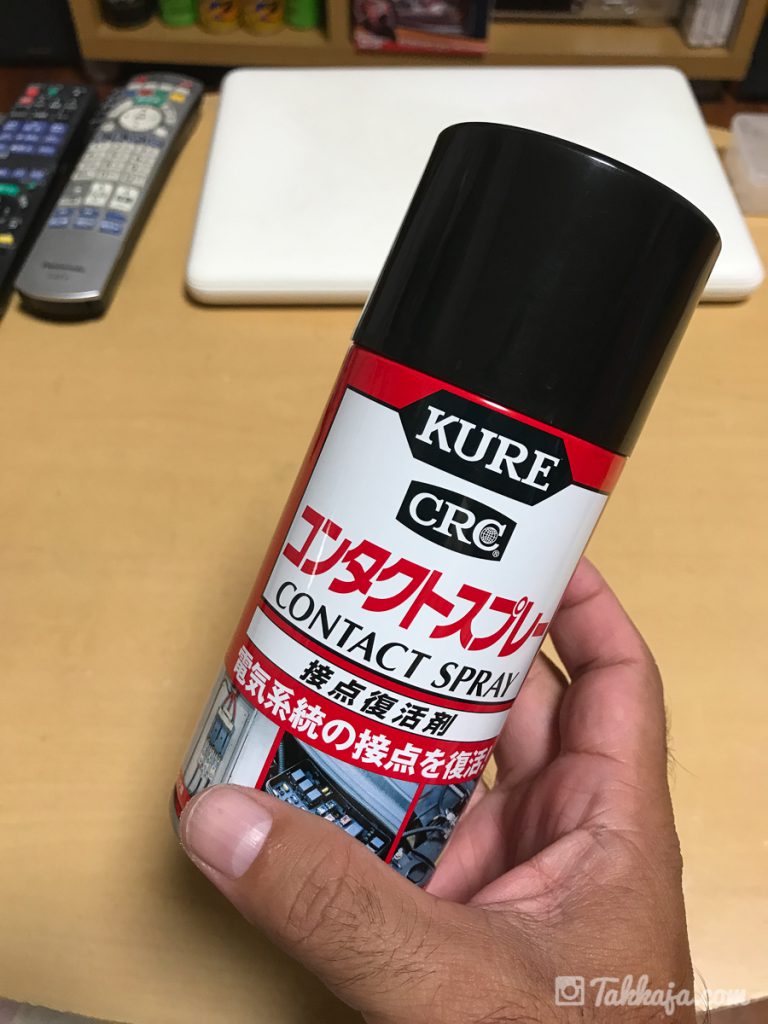 KURE
CRC
コンタクトスプレー
CONTACT SPRAY
接点復活剤
電気系統の接点を復活
Panasonic
Takkaja.com